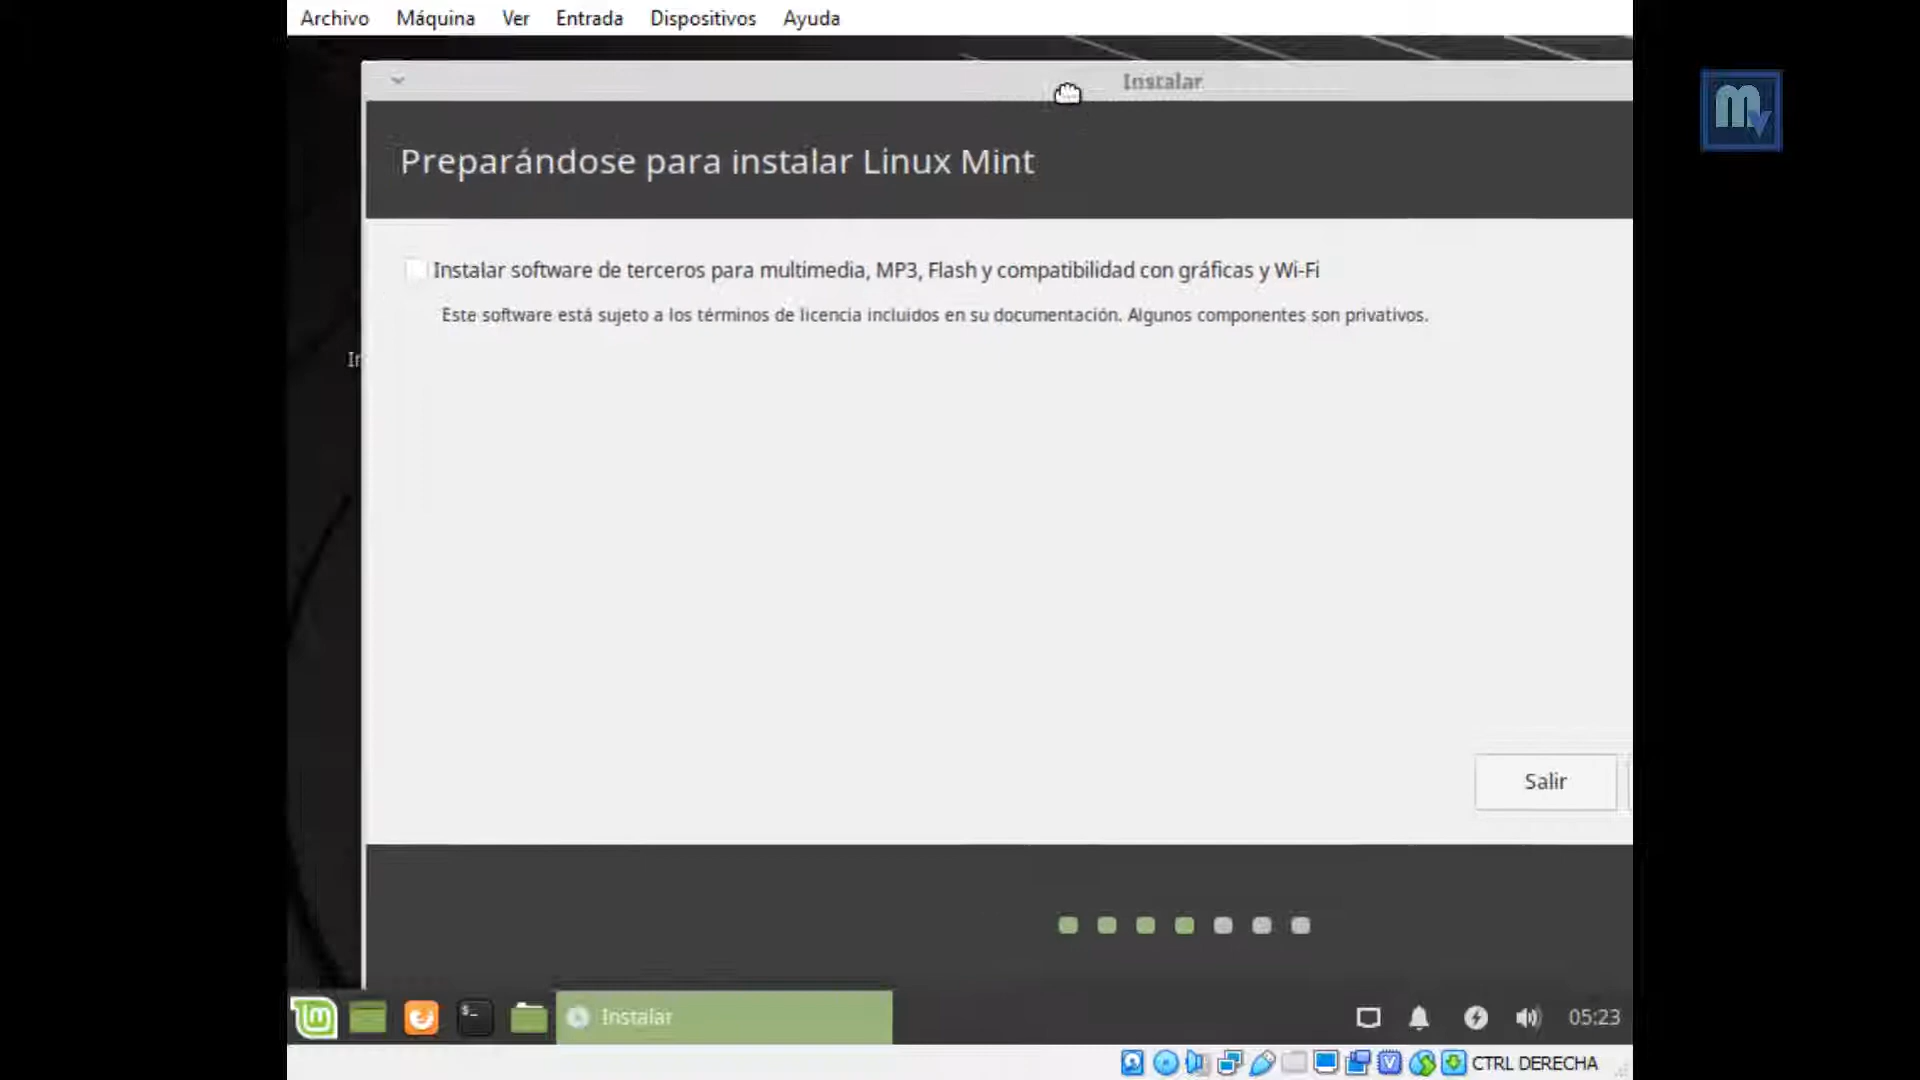 Archivo Máquina Ver Entrada Dispositivos Ayuda
Instalar
Preparándose para instalar Linux Mint
Instalar software de terceros para multimedia, MP3, Flash y compatibilidad con gráficas y Wi-Fi
Este software está sujeto a los términos de licencia incluidos en su documentación. Algunos componentes son privativos.
Salir
Instalar
05:23
CTRL DERECHA